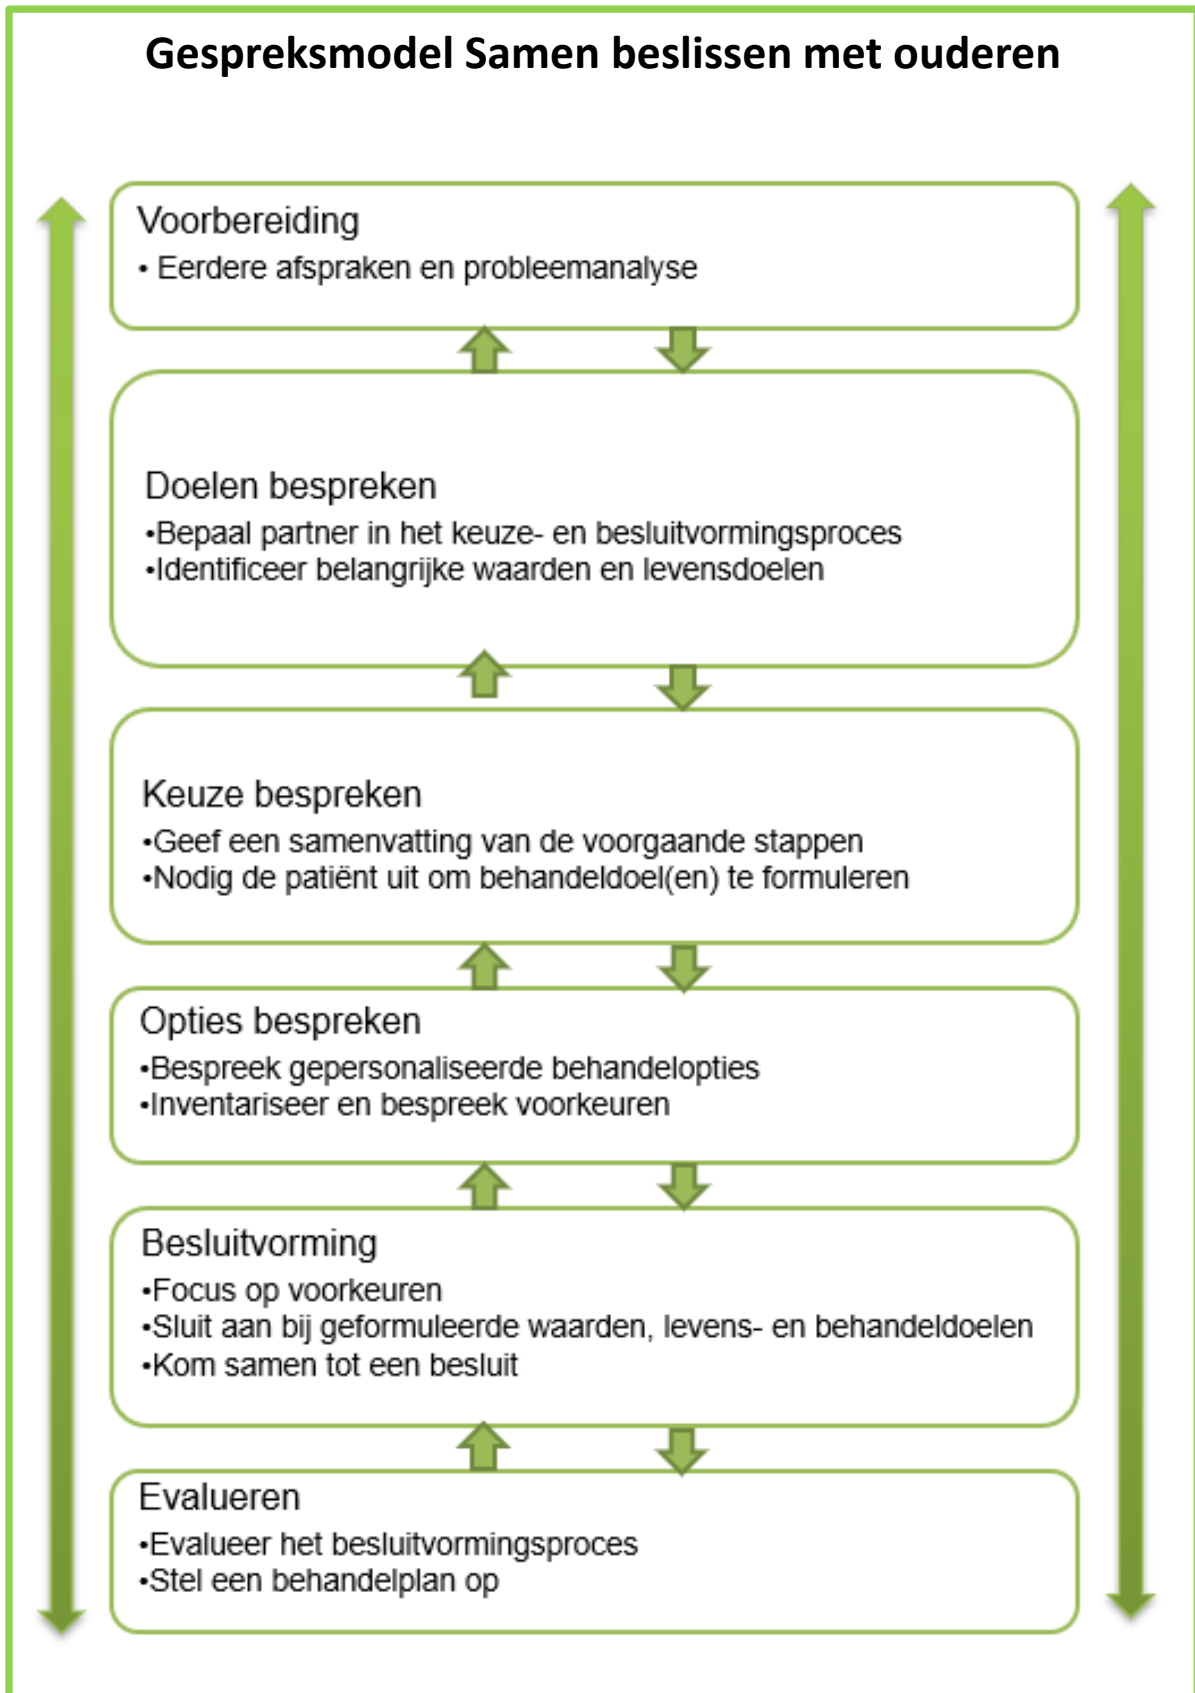 Gespreksmodel Samen beslissen met ouderen
Voorbereiding
• Eerdere afspraken en probleemanalyse
Doelen bespreken
•Bepaal partner in het keuze- en besluitvormingsproces
•Identificeer belangrijke waarden en levensdoelen
Keuze bespreken
•Geef een samenvatting van de voorgaande stappen
•Nodig de patiënt uit om behandeldoel(en) te formuleren
Opties bespreken
•Bespreek gepersonaliseerde behandelopties
•Inventariseer en bespreek voorkeuren
Besluitvorming
•Focus op voorkeuren
•Sluit aan bij geformuleerde waarden, levens- en behandeldoelen
•Kom samen tot een besluit
Evalueren
•Evalueer het besluitvormingsproces
•Stel een behandelplan op